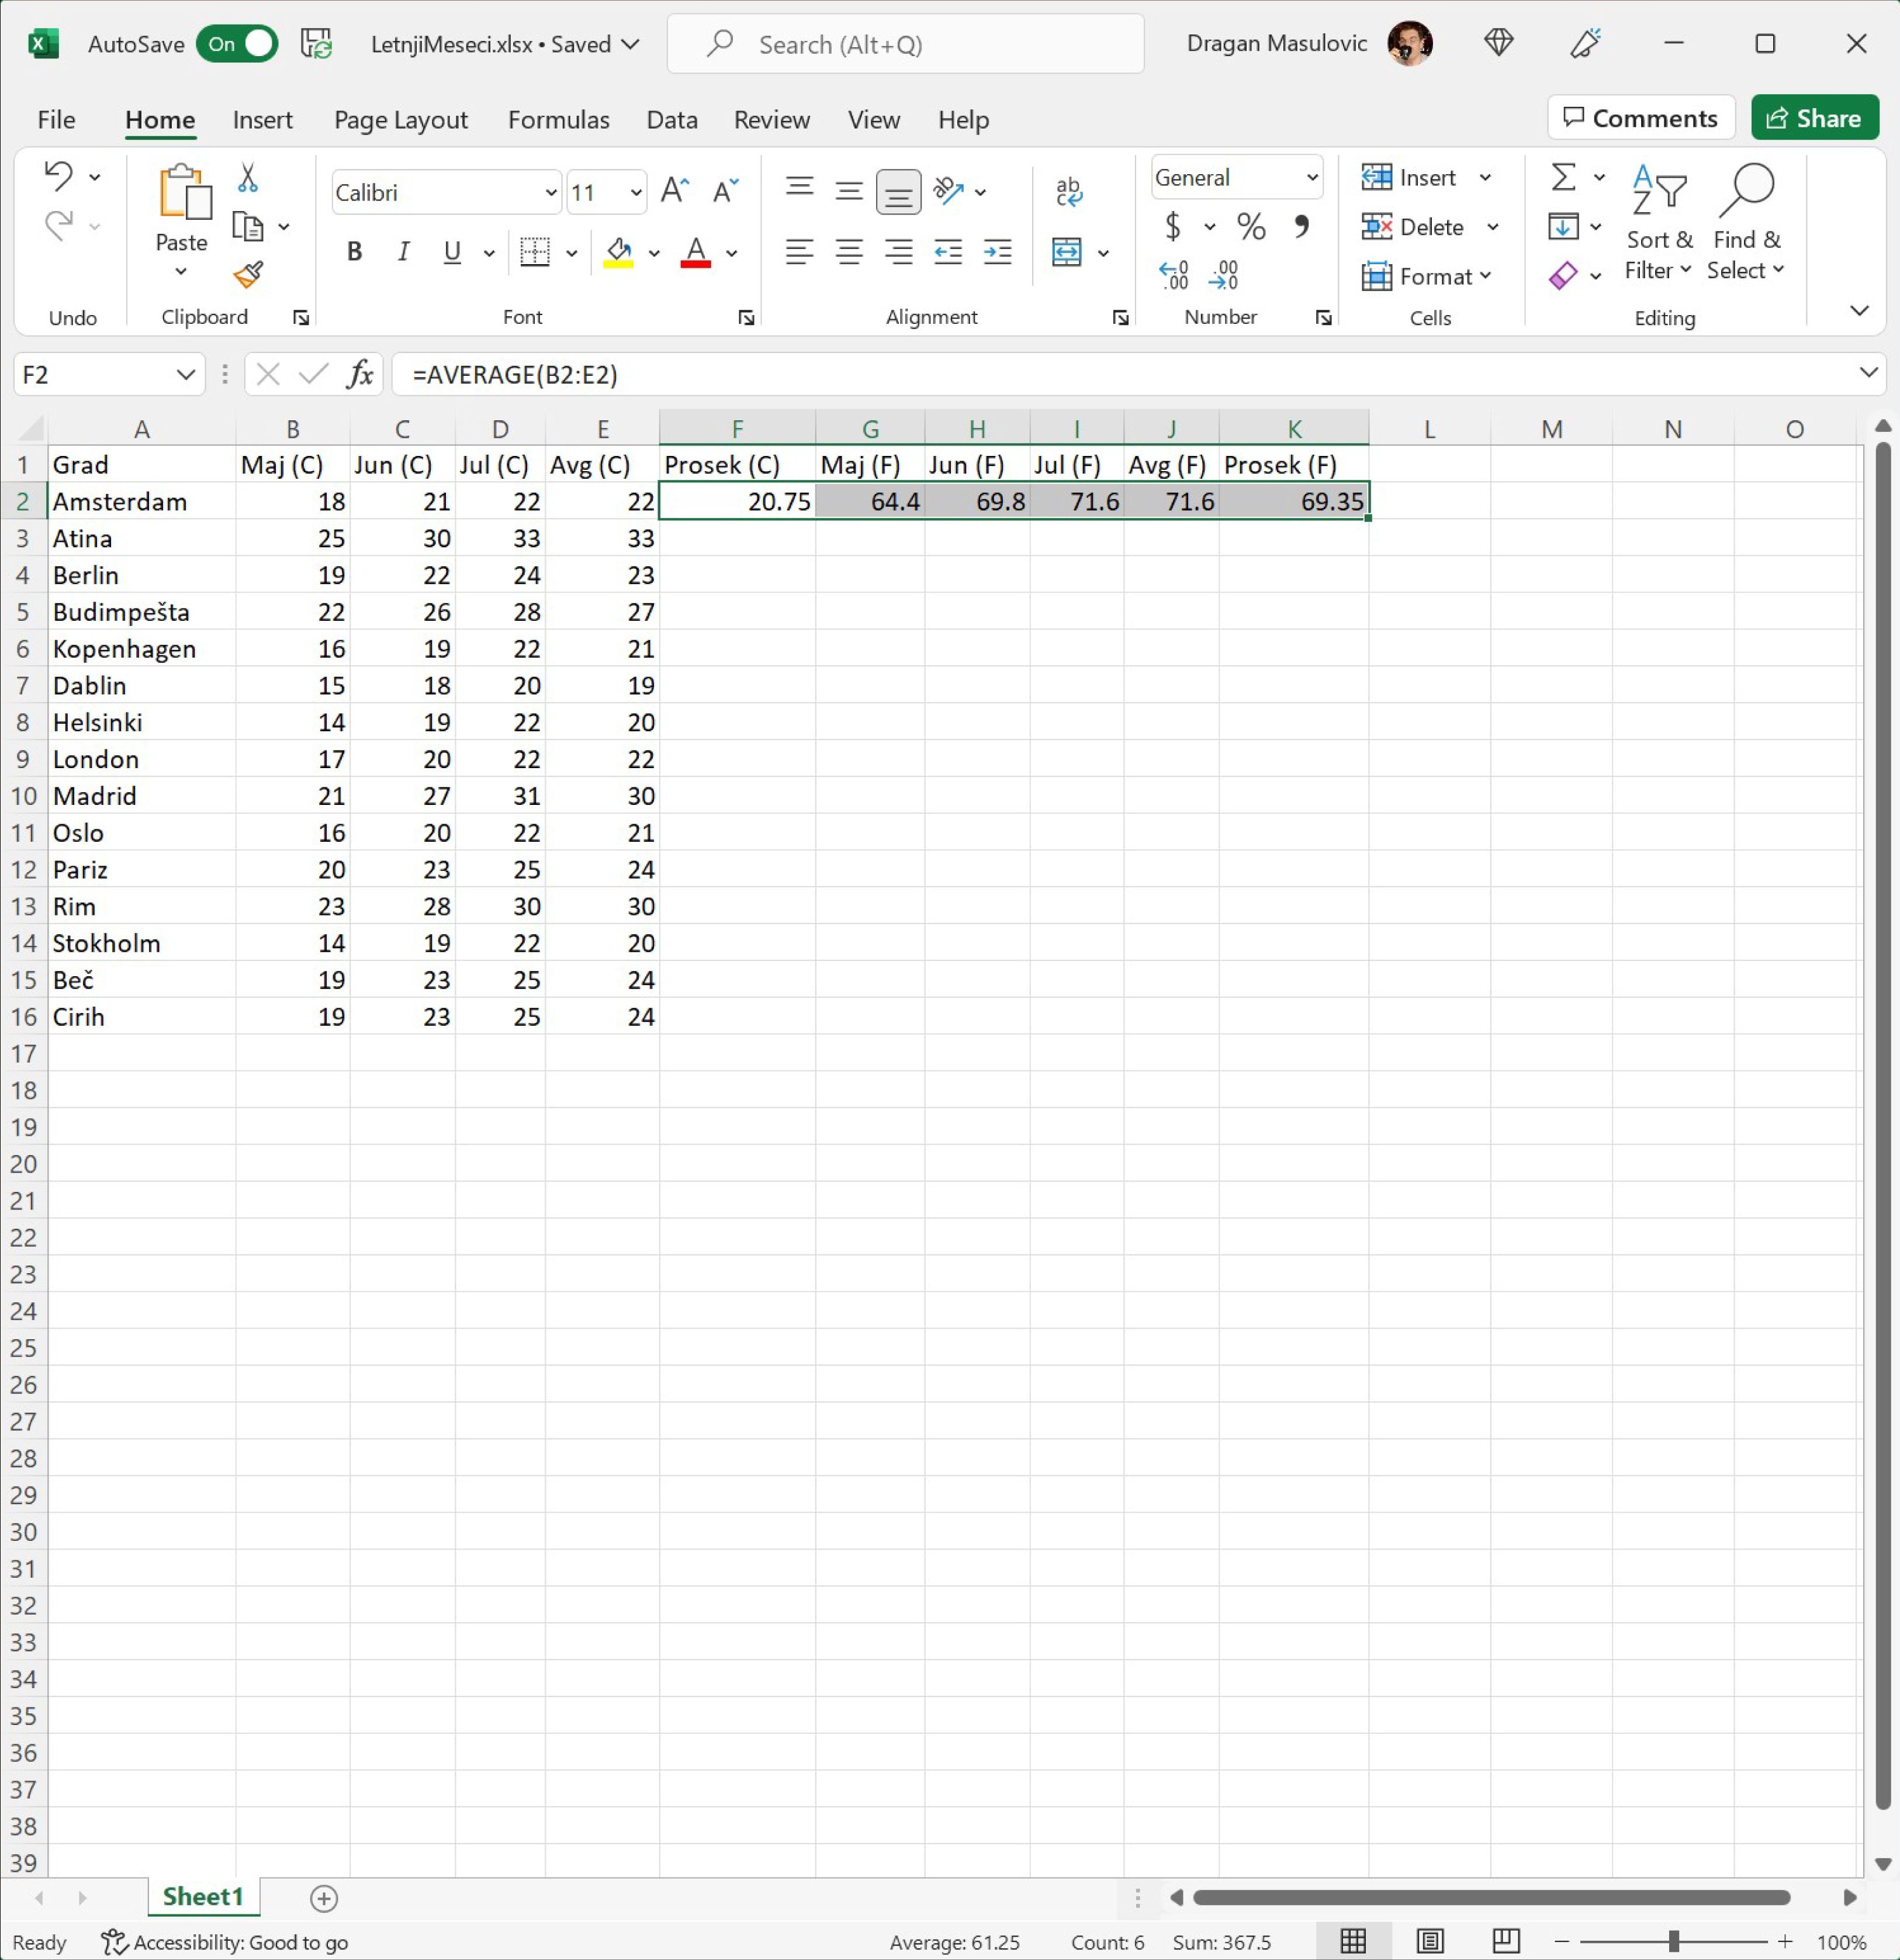 AutoSave On LetnjiMeseci.xlsx • Saved Search (Alt+Q) Dragan Masulovic
File Home Insert Page Layout Formulas Data Review View Help Comments Share
Calibri 11 General Insert
Paste Delete Sort & Filter Find & Select
B I U $ % Format
Undo Clipboard Font Alignment Number Cells Editing
F2 fx =AVERAGE(B2:E2)
A B C D E F G H I J K L M N O
1 Grad Maj (C) Jun (C) Jul (C) Avg (C) Prosek (C) Maj (F) Jun (F) Jul (F) Avg (F) Prosek (F)
2 Amsterdam 18 21 22 22 20.75 64.4 69.8 71.6 71.6 69.35
3 Atina 25 30 33 33
4 Berlin 19 22 24 23
5 Budimpešta 22 26 28 27
6 Kopenhagen 16 19 22 21
7 Dablin 15 18 20 19
8 Helsinki 14 19 22 20
9 London 17 20 22 22
10 Madrid 21 27 31 30
11 Oslo 16 20 22 21
12 Pariz 20 23 25 24
13 Rim 23 28 30 30
14 Stokholm 14 19 22 20
15 Beč 19 23 25 24
16 Cirih 19 23 25 24
17
18
19
20
21
22
23
24
25
26
27
28
29
30
31
32
33
34
35
36
37
38
39
Sheet1
Ready Accessibility: Good to go Average: 61.25 Count: 6 Sum: 367.5 100%